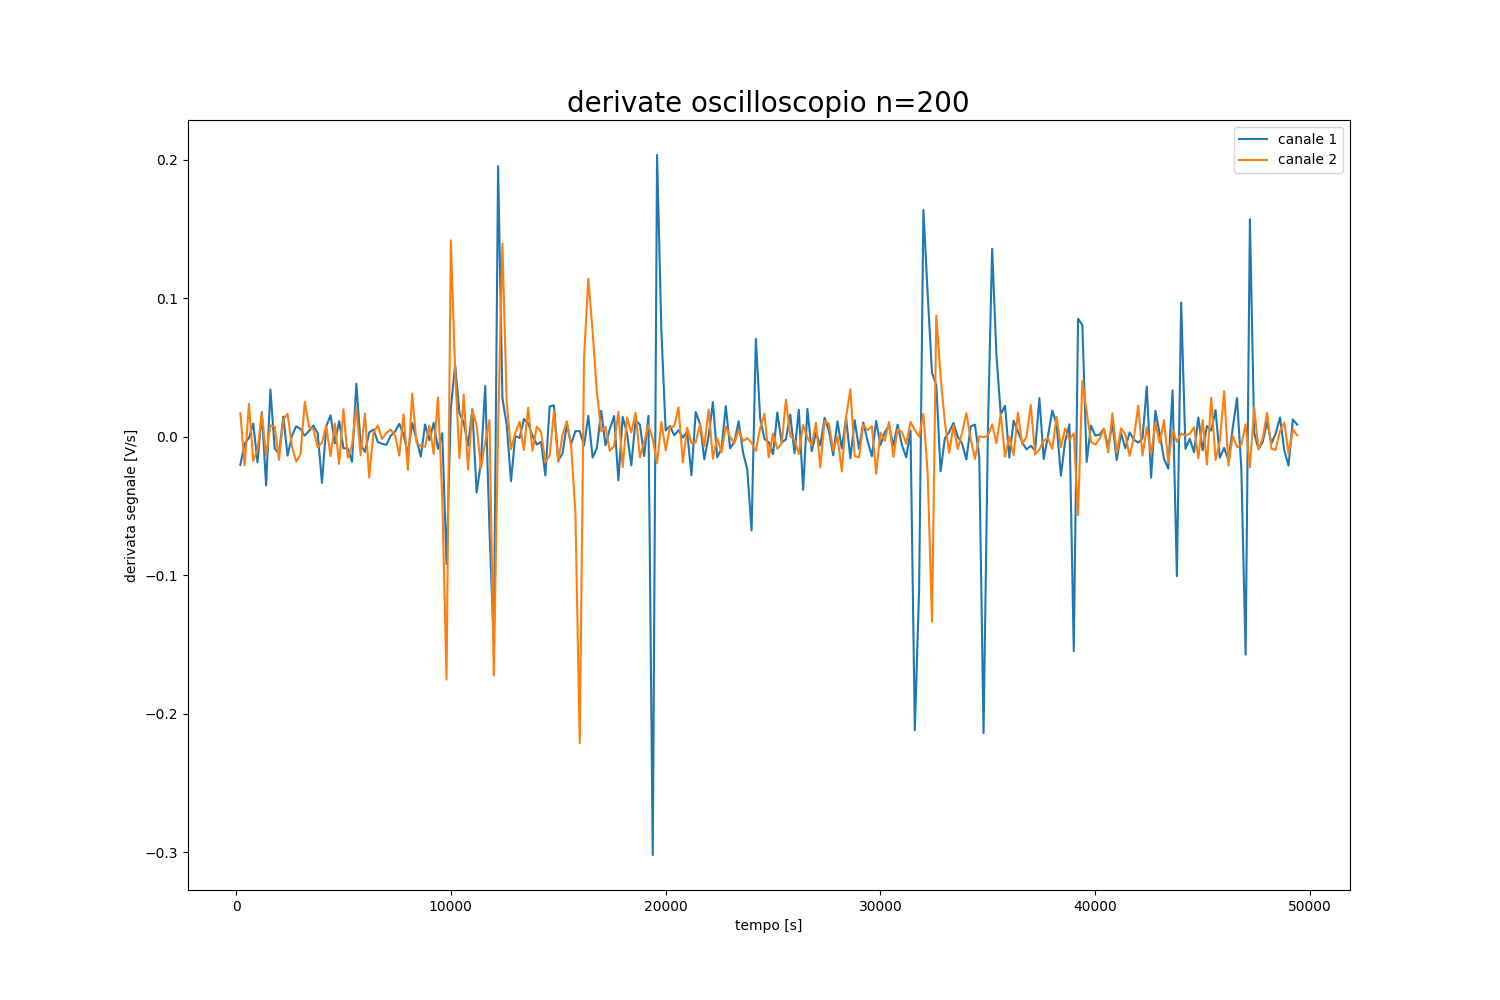 derivate oscilloscopio n=200
canale 1
canale 2
0.2
0.1
0.0
−0.1
−0.2
−0.3
derivata segnale [V/s]
0 10000 20000 30000 40000 50000
tempo [s]